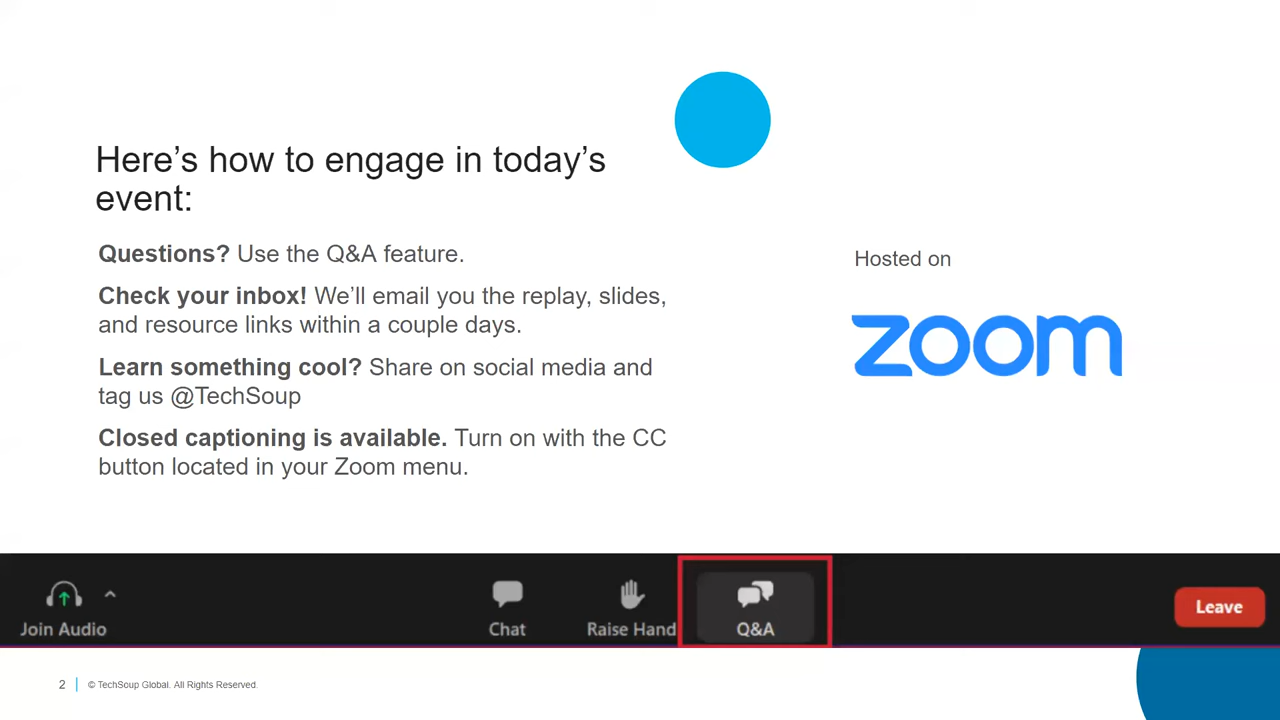 Here’s how to engage in today’s
event:
Questions? Use the Q&A feature.
Check your inbox! We’ll email you the replay, slides,
and resource links within a couple days.
Learn something cool? Share on social media and
tag us @TechSoup
Closed captioning is available. Turn on with the CC
button located in your Zoom menu.
Hosted on
zoom
Join Audio
Chat
Raise Hand
Q&A
Leave
2
© TechSoup Global. All Rights Reserved.